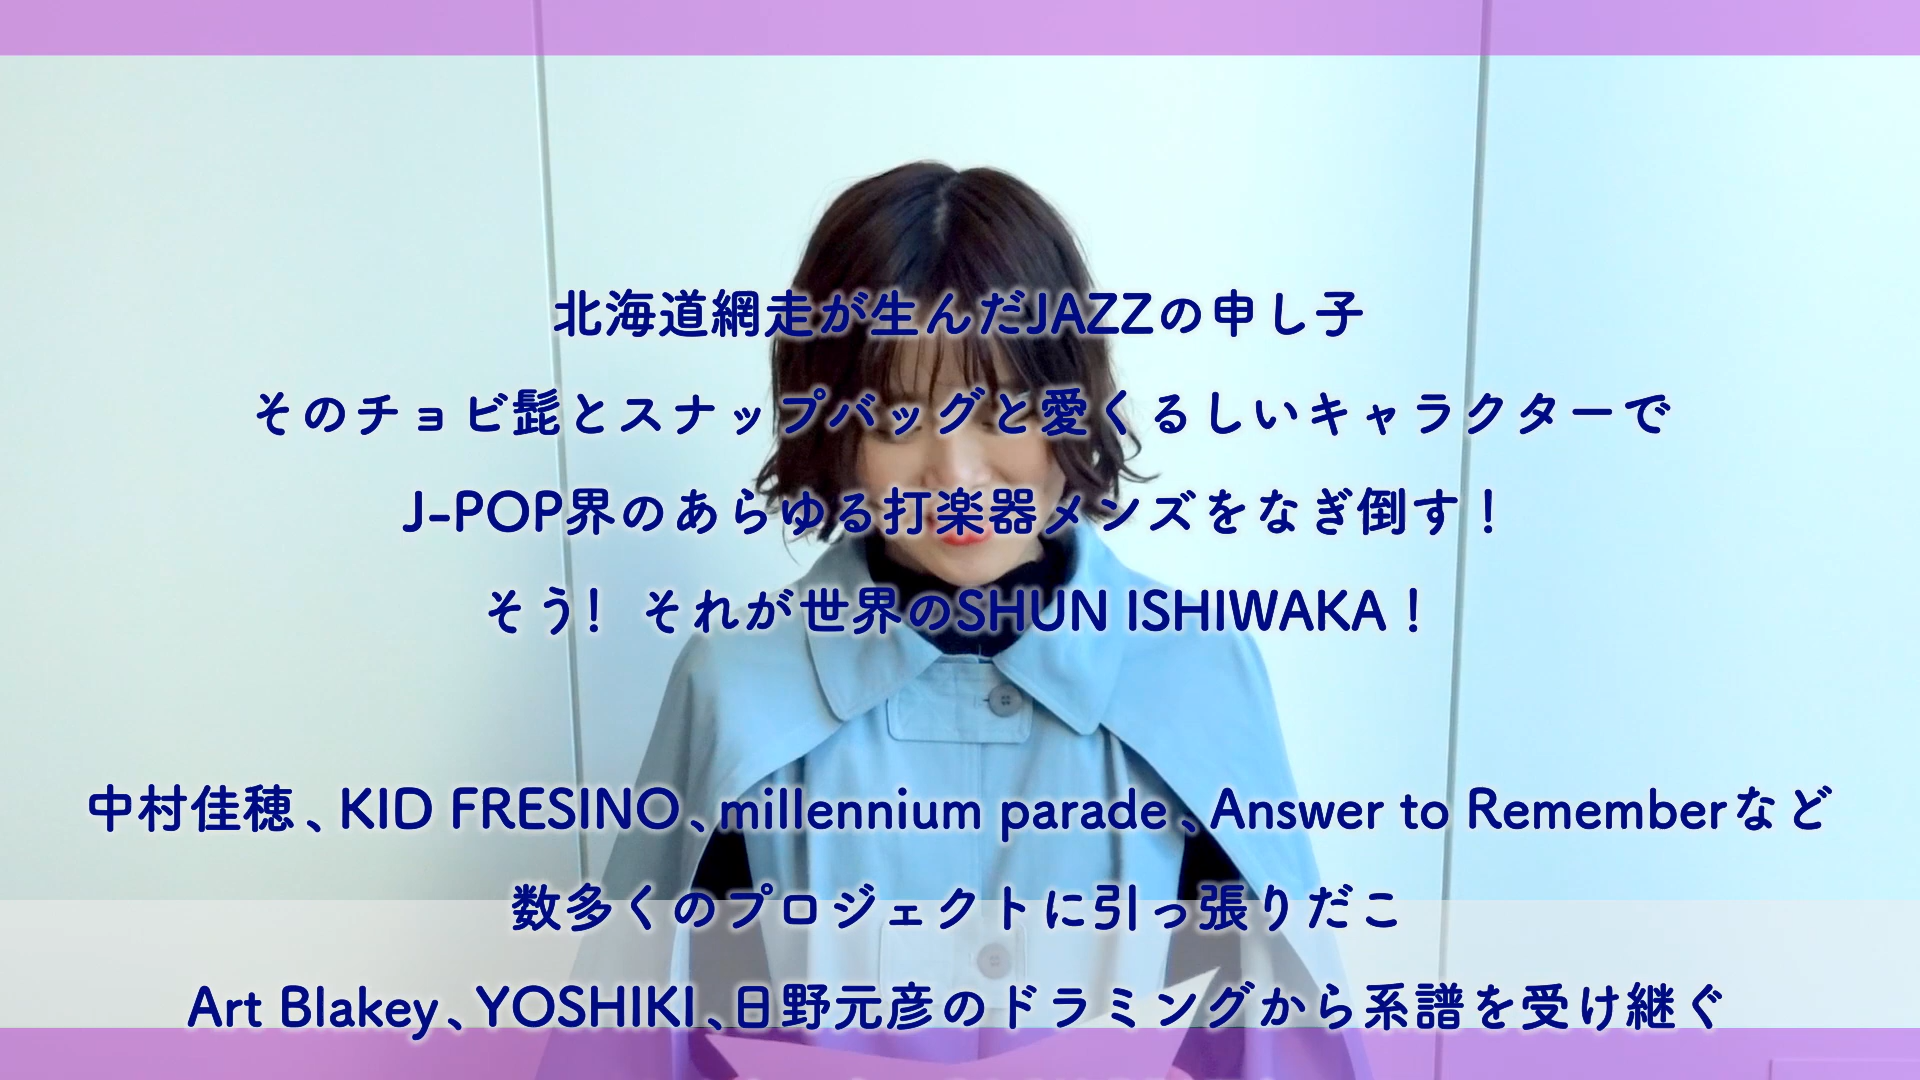 北海道網走が生んだJAZZの申し子
そのチョビ髭とスナップバッグと愛くるしいキャラクターで
J-POP界のあらゆる打楽器メンズをなぎ倒す！
そう！ それが世界のSHUN ISHIWAKA！
中村佳穂、KID FRESINO、millennium parade、Answer to Rememberなど
数多くのプロジェクトに引っ張りだこ
Art Blakey、YOSHIKI、日野元彦のドラミングから系譜を受け継ぐ